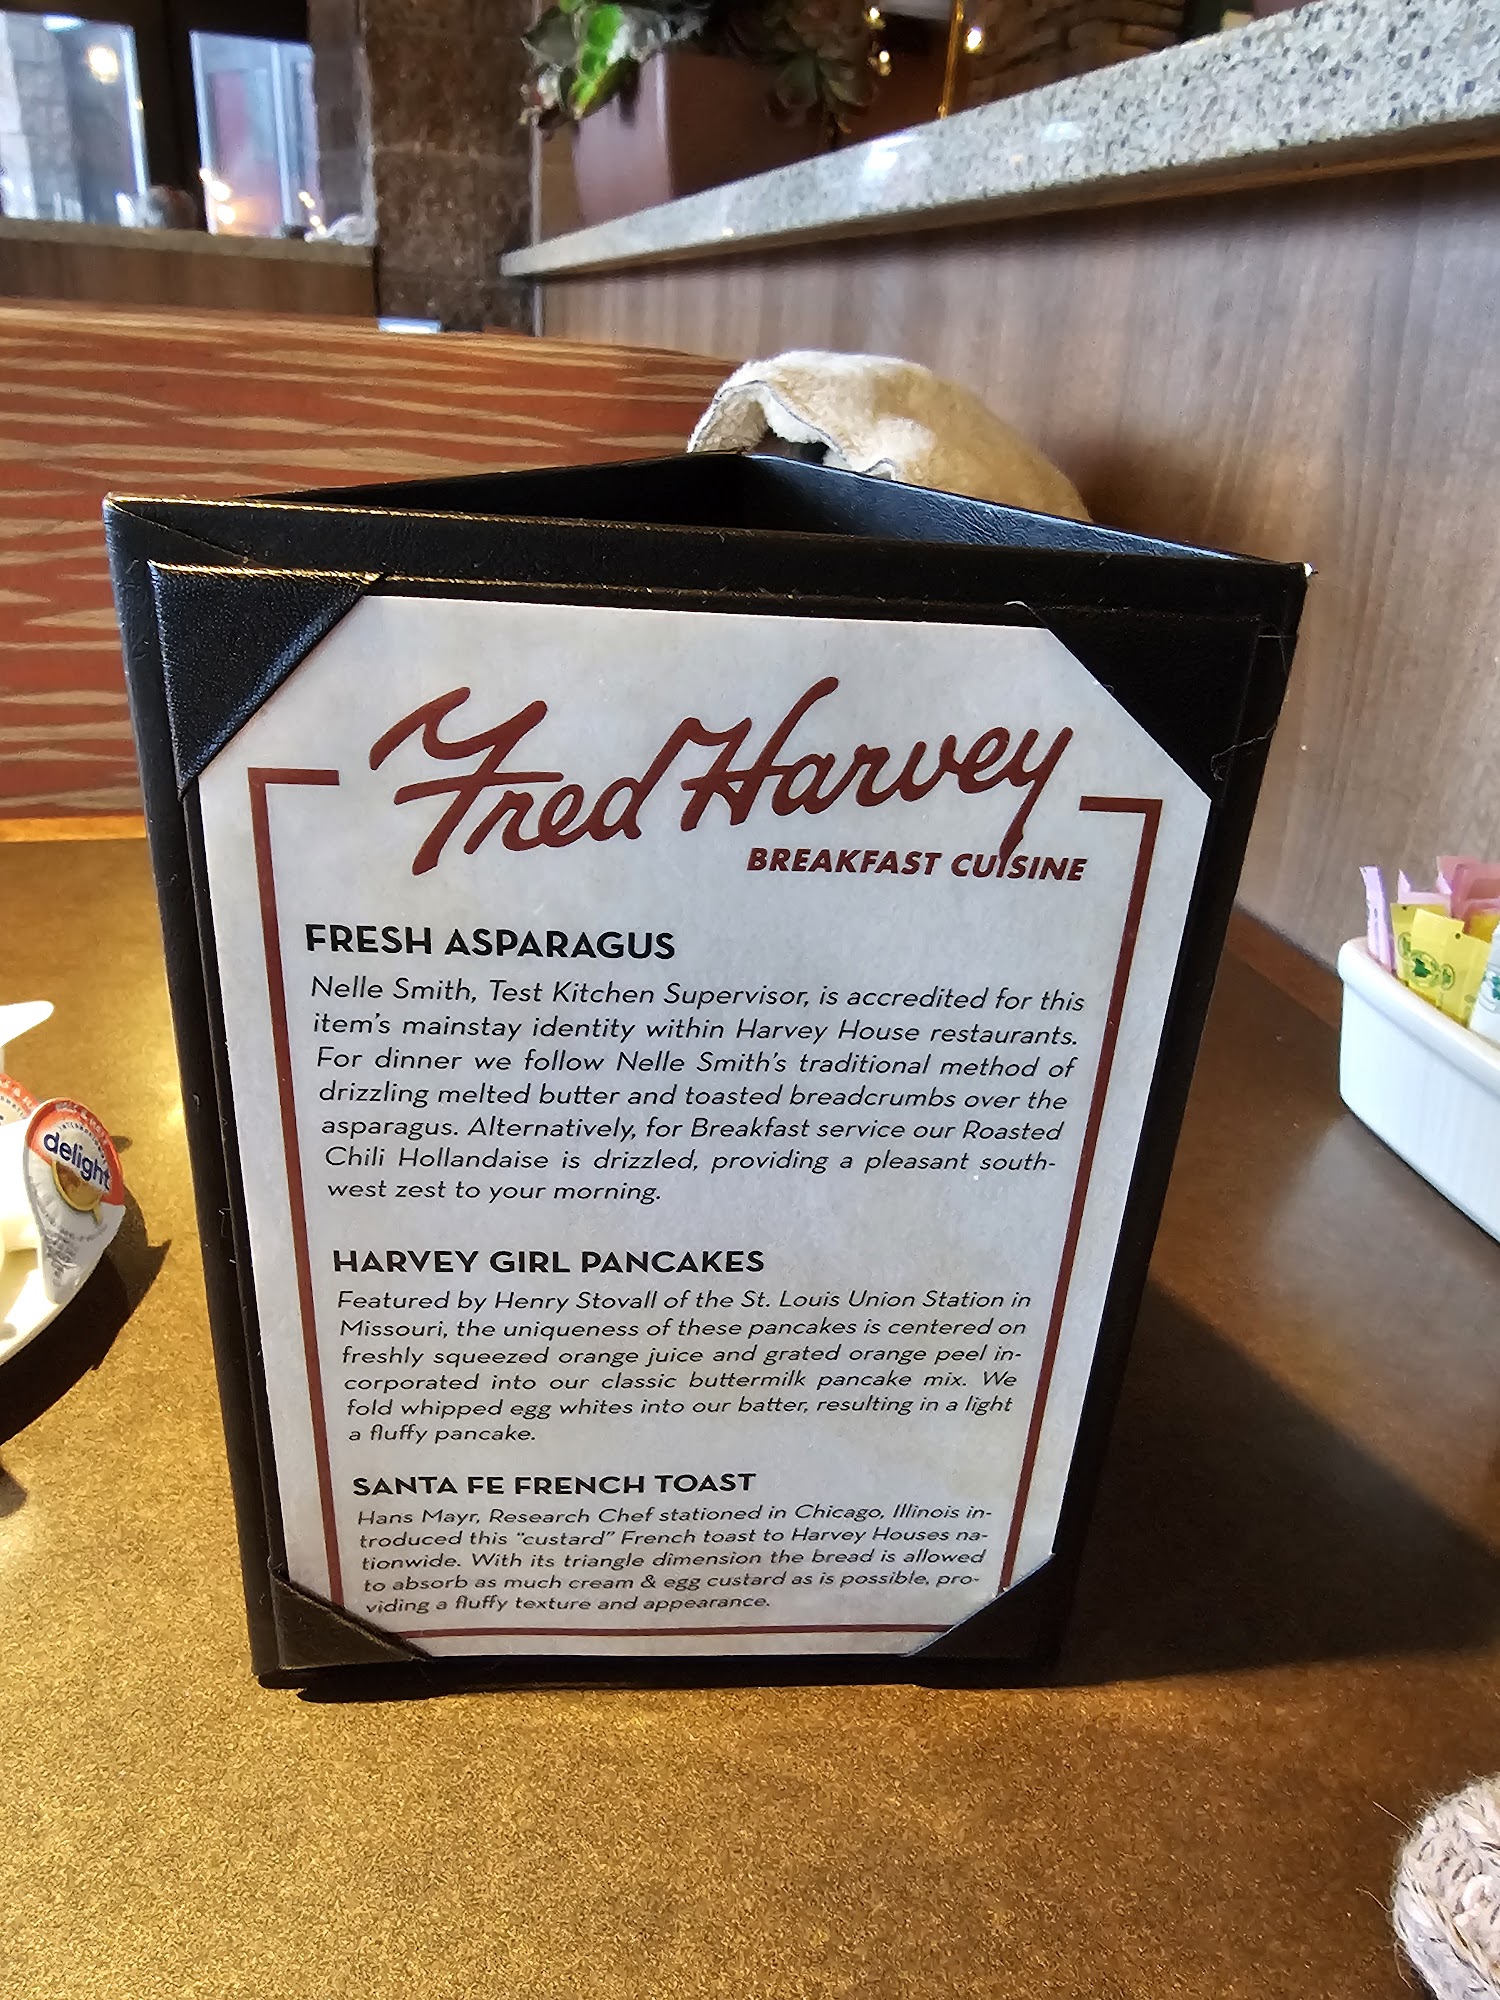 Fred Harvey
BREAKFAST CUISINE
FRESH ASPARAGUS
Nelle Smith, Test Kitchen Supervisor, is accredited for this
item's mainstay identity within Harvey House restaurants.
For dinner we follow Nelle Smith's traditional method of
drizzling melted butter and toasted breadcrumbs over the
asparagus. Alternatively, for Breakfast service our Roasted
Chili Hollandaise is drizzled, providing a pleasant south-
west zest to your morning.
HARVEY GIRL PANCAKES
Featured by Henry Stovall of the St. Louis Union Station in
Missouri, the uniqueness of these pancakes is centered on
freshly squeezed orange juice and grated orange peel in-
corporated into our classic buttermilk pancake mix. We
fold whipped egg whites into our batter, resulting in a light
a fluffy pancake.
SANTA FE FRENCH TOAST
Hans Mayr, Research Chef stationed in Chicago, Illinois in-
troduced this "custard" French toast to Harvey Houses na-
tionwide. With its triangle dimension the bread is allowed
to absorb as much cream & egg custard as is possible, pro-
viding a fluffy texture and appearance.
delight